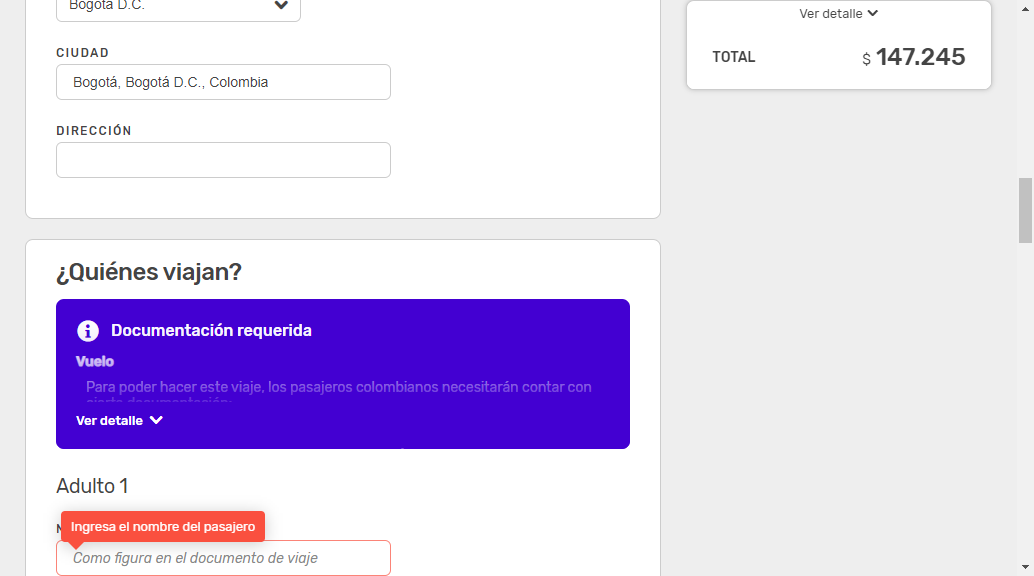 Bogotá D.C.
CIUDAD
Bogotá, Bogotá D.C., Colombia
DIRECCIÓN
Ver detalle
TOTAL
$ 147.245
¿Quiénes viajan?
Documentación requerida
Vuelo
Para poder hacer este viaje, los pasajeros colombianos necesitarán contar con
cierta documentación:
Ver detalle
Adulto 1
Ingresa el nombre del pasajero
Como figura en el documento de viaje